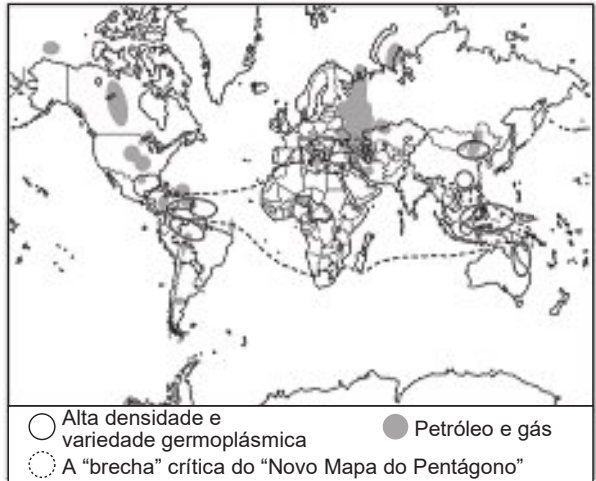 Alta densidade e
variedade germoplásmica
Petróleo e gás
A “brecha” crítica do “Novo Mapa do Pentágono”